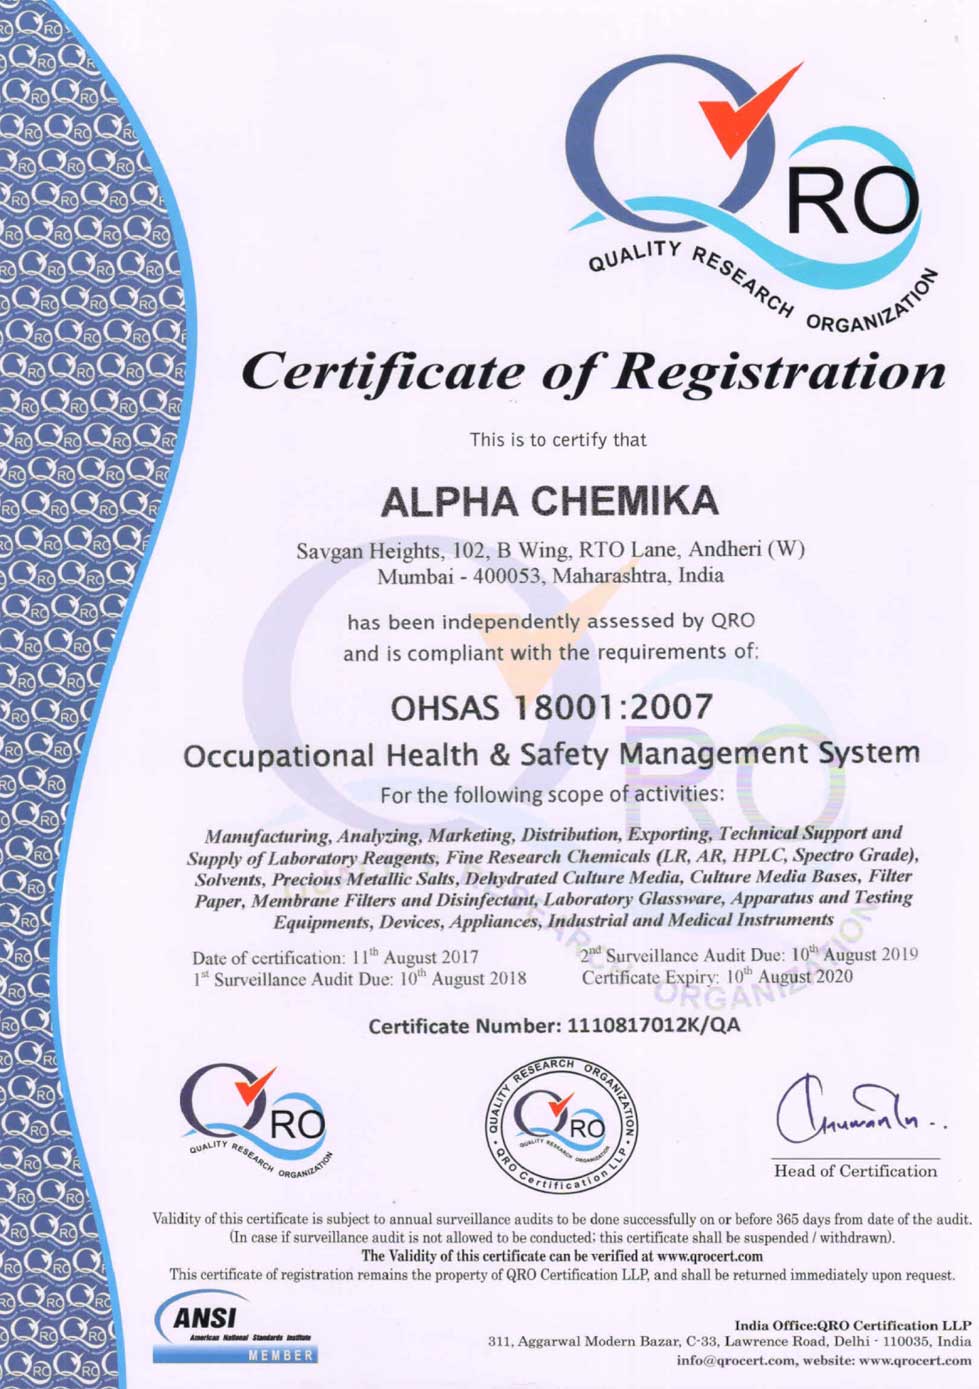 QRO
QUALITY RESEARCH ORGANIZATION
Certificate of Registration
This is to certify that
ALPHA CHEMIKA
Savgan Heights, 102, B Wing, RTO Lane, Andheri (W)
Mumbai - 400053, Maharashtra, India
has been independently assessed by QRO
and is compliant with the requirements of:
OHSAS 18001:2007
Occupational Health & Safety Management System
For the following scope of activities:
Manufacturing, Analyzing, Marketing, Distribution, Exporting, Technical Support and
Supply of Laboratory Reagents, Fine Research Chemicals (LR, AR, HPLC, Spectro Grade),
Solvents, Precious Metallic Salts, Dehydrated Culture Media, Culture Media Bases, Filter
Paper, Membrane Filters and Disinfectant, Laboratory Glassware, Apparatus and Testing
Equipments, Devices, Appliances, Industrial and Medical Instruments
Date of certification: 11th August 2017 2nd Surveillance Audit Due: 10th August 2019
1st Surveillance Audit Due: 10th August 2018 Certificate Expiry: 10th August 2020
Certificate Number: 1110817012K/QA
QRO
QUALITY RESEARCH ORGANIZATION
QUALITY RESEARCH ORGANIZATION
QRO
QUALITY RESEARCH ORGANIZATION
QRO Certification LLP
Head of Certification
Validity of this certificate is subject to annual surveillance audits to be done successfully on or before 365 days from date of the audit.
(In case if surveillance audit is not allowed to be conducted; this certificate shall be suspended / withdrawn).
The Validity of this certificate can be verified at www.qrocert.com
This certificate of registration remains the property of QRO Certification LLP, and shall be returned immediately upon request.
ANSI
American National Standards Institute
MEMBER
India Office:QRO Certification LLP
311, Aggarwal Modern Bazar, C-33, Lawrence Road, Delhi - 110035, India
info@qrocert.com, website: www.qrocert.com